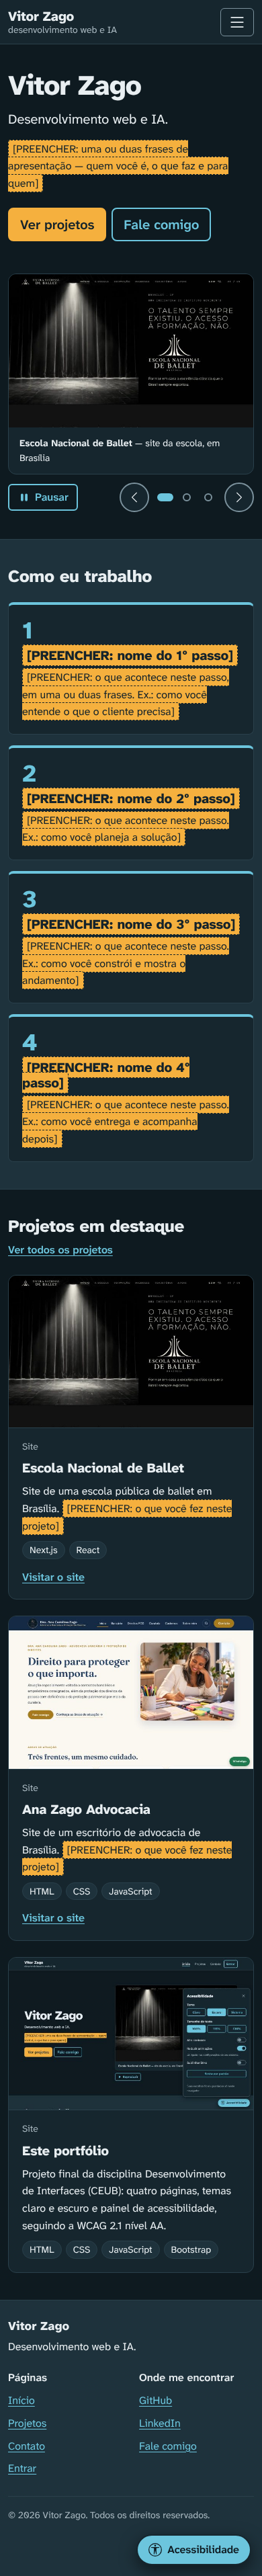 Vitor Zago
desenvolvimento web e IA
Vitor Zago
Desenvolvimento web e IA.
[PREENCHER: uma ou duas frases de
apresentação — quem você é, o que faz e para
quem]
Ver projetos
Fale comigo
O TALENTO SEMPRE
EXISTIU. O ACESSO
À FORMAÇÃO, NÃO.
ESCOLA NACIONAL
DE BALLET
Escola Nacional de Ballet — site da escola, em
Brasília
Pausar
Como eu trabalho
1
[PREENCHER: nome do 1º passo]
[PREENCHER: o que acontece neste passo,
em uma ou duas frases. Ex.: como você
entende o que o cliente precisa]
2
[PREENCHER: nome do 2º passo]
[PREENCHER: o que acontece neste passo.
Ex.: como você planeja a solução]
3
[PREENCHER: nome do 3º passo]
[PREENCHER: o que acontece neste passo.
Ex.: como você constrói e mostra o
andamento]
4
[PREENCHER: nome do 4º
passo]
[PREENCHER: o que acontece neste passo.
Ex.: como você entrega e acompanha
depois]
Projetos em destaque
Ver todos os projetos
O TALENTO SEMPRE
EXISTIU. O ACESSO
À FORMAÇÃO, NÃO.
ESCOLA NACIONAL
DE BALLET
Site
Escola Nacional de Ballet
Site de uma escola pública de ballet em
Brasília. [PREENCHER: o que você fez neste
projeto]
Next.js
React
Visitar o site
Direito para proteger
o que importa.
Três frentes, um mesmo cuidado.
Site
Ana Zago Advocacia
Site de um escritório de advocacia de
Brasília. [PREENCHER: o que você fez neste
projeto]
HTML
CSS
JavaScript
Visitar o site
Vitor Zago
Desenvolvimento web e IA.
Acessibilidade
Site
Este portfólio
Projeto final da disciplina Desenvolvimento
de Interfaces (CEUB): quatro páginas, temas
claro e escuro e painel de acessibilidade,
seguindo a WCAG 2.1 nível AA.
HTML
CSS
JavaScript
Bootstrap
Vitor Zago
Desenvolvimento web e IA.
Páginas
Início
Projetos
Contato
Entrar
Onde me encontrar
GitHub
LinkedIn
Fale comigo
© 2026 Vitor Zago. Todos os direitos reservados.
Acessibilidade